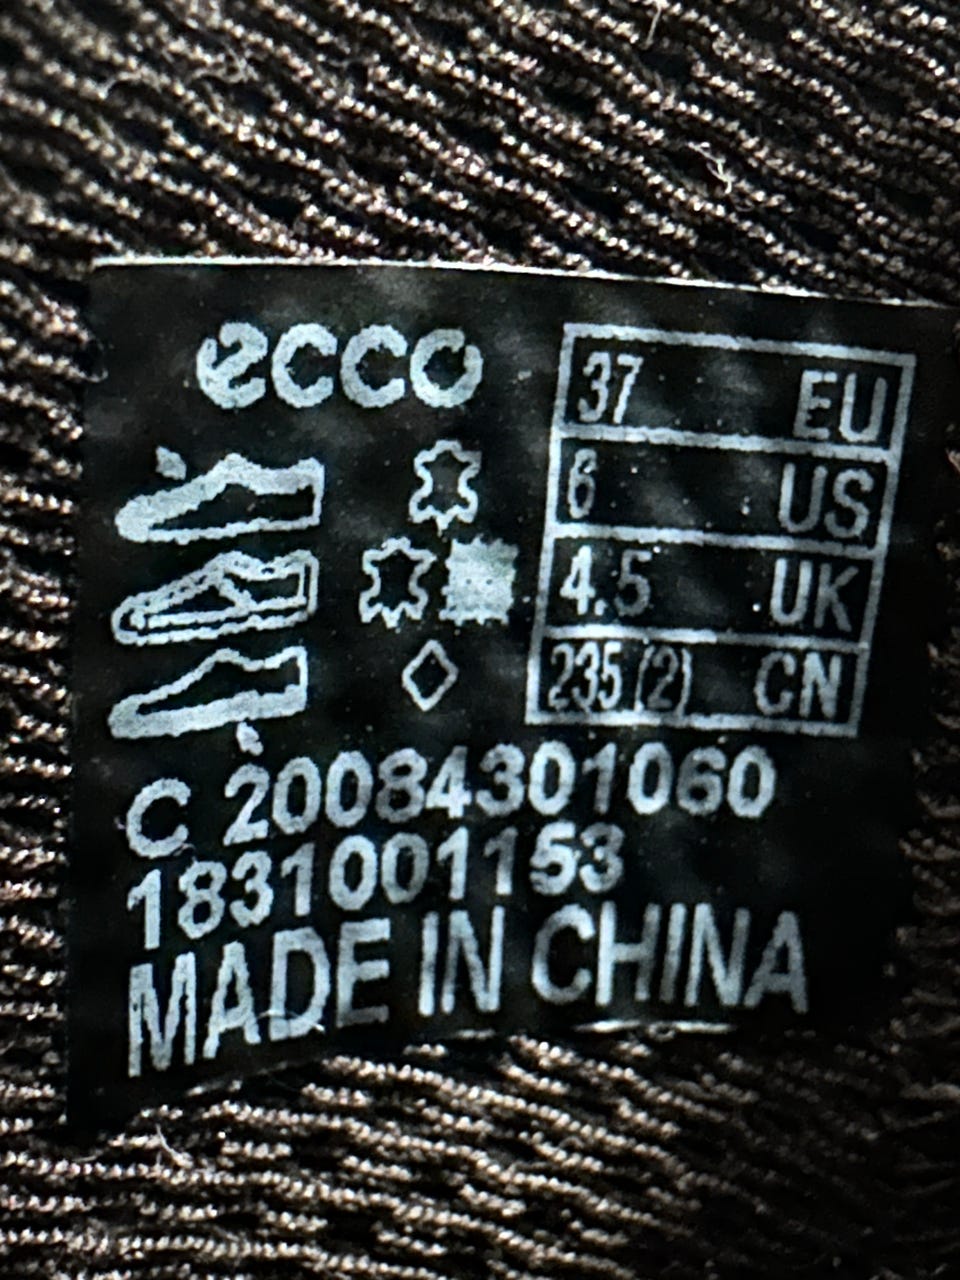 ecco
37 EU
6 US
4.5 UK
235 (2) CN
C 20084301060
1831001153
MADE IN CHINA